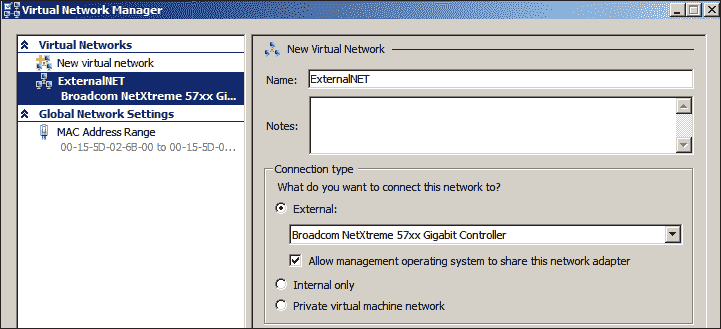 Virtual Network Manager
Virtual Networks
New virtual network
ExternalNET
Broadcom NetXtreme 57xx Gi...
Global Network Settings
MAC Address Range
00-15-5D-02-6B-00 to 00-15-5D-0...
New Virtual Network
Name: ExternalNET
Notes:
Connection type
What do you want to connect this network to?
External:
Broadcom NetXtreme 57xx Gigabit Controller
Allow management operating system to share this network adapter
Internal only
Private virtual machine network